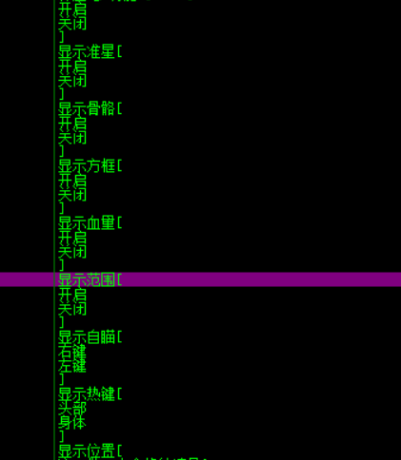 开启
关闭
]
显示准星[
开启
关闭
]
显示骨骼[
开启
关闭
]
显示方框[
开启
关闭
]
显示血量[
开启
关闭
]
显示范围[
开启
关闭
]
显示自瞄[
右键
左键
]
显示热键[
头部
身体
]
显示位置[